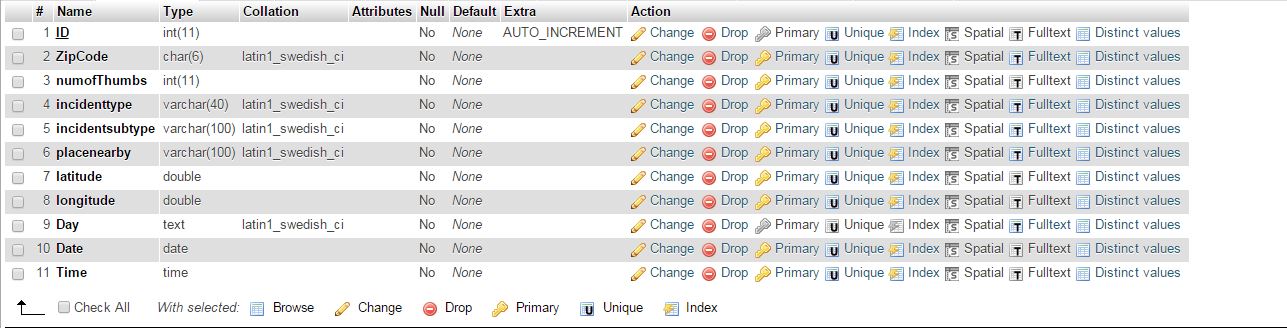 # Name Type Collation Attributes Null Default Extra Action
1 ID int(11) No None AUTO_INCREMENT Change Drop Primary Unique Index Spatial Fulltext Distinct values
2 ZipCode char(6) latin1_swedish_ci No None Change Drop Primary Unique Index Spatial Fulltext Distinct values
3 numofThumbs int(11) No None Change Drop Primary Unique Index Spatial Fulltext Distinct values
4 incidenttype varchar(40) latin1_swedish_ci No None Change Drop Primary Unique Index Spatial Fulltext Distinct values
5 incidentsubtype varchar(100) latin1_swedish_ci No None Change Drop Primary Unique Index Spatial Fulltext Distinct values
6 placenearby varchar(100) latin1_swedish_ci No None Change Drop Primary Unique Index Spatial Fulltext Distinct values
7 latitude double No None Change Drop Primary Unique Index Spatial Fulltext Distinct values
8 longitude double No None Change Drop Primary Unique Index Spatial Fulltext Distinct values
9 Day text latin1_swedish_ci No None Change Drop Primary Unique Index Spatial Fulltext Distinct values
10 Date date No None Change Drop Primary Unique Index Spatial Fulltext Distinct values
11 Time time No None Change Drop Primary Unique Index Spatial Fulltext Distinct values
Check All With selected: Browse Change Drop Primary Unique Index